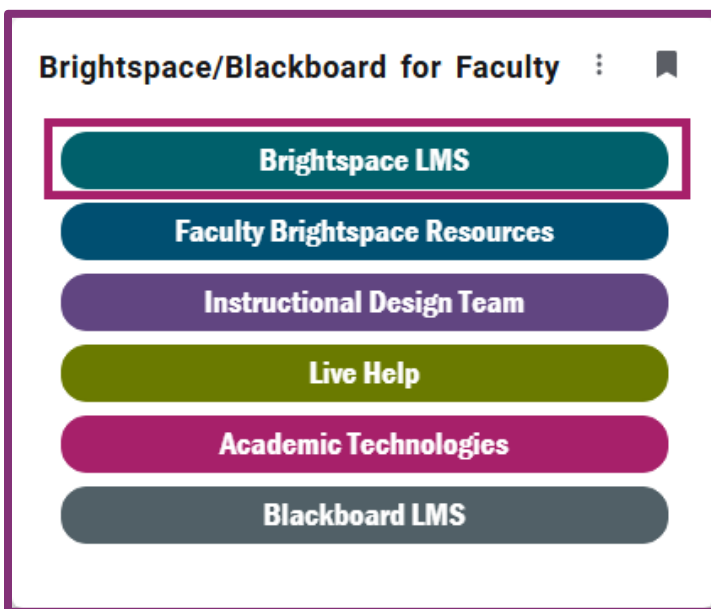 Brightspace/Blackboard for Faculty
Brightspace LMS
Faculty Brightspace Resources
Instructional Design Team
Live Help
Academic Technologies
Blackboard LMS